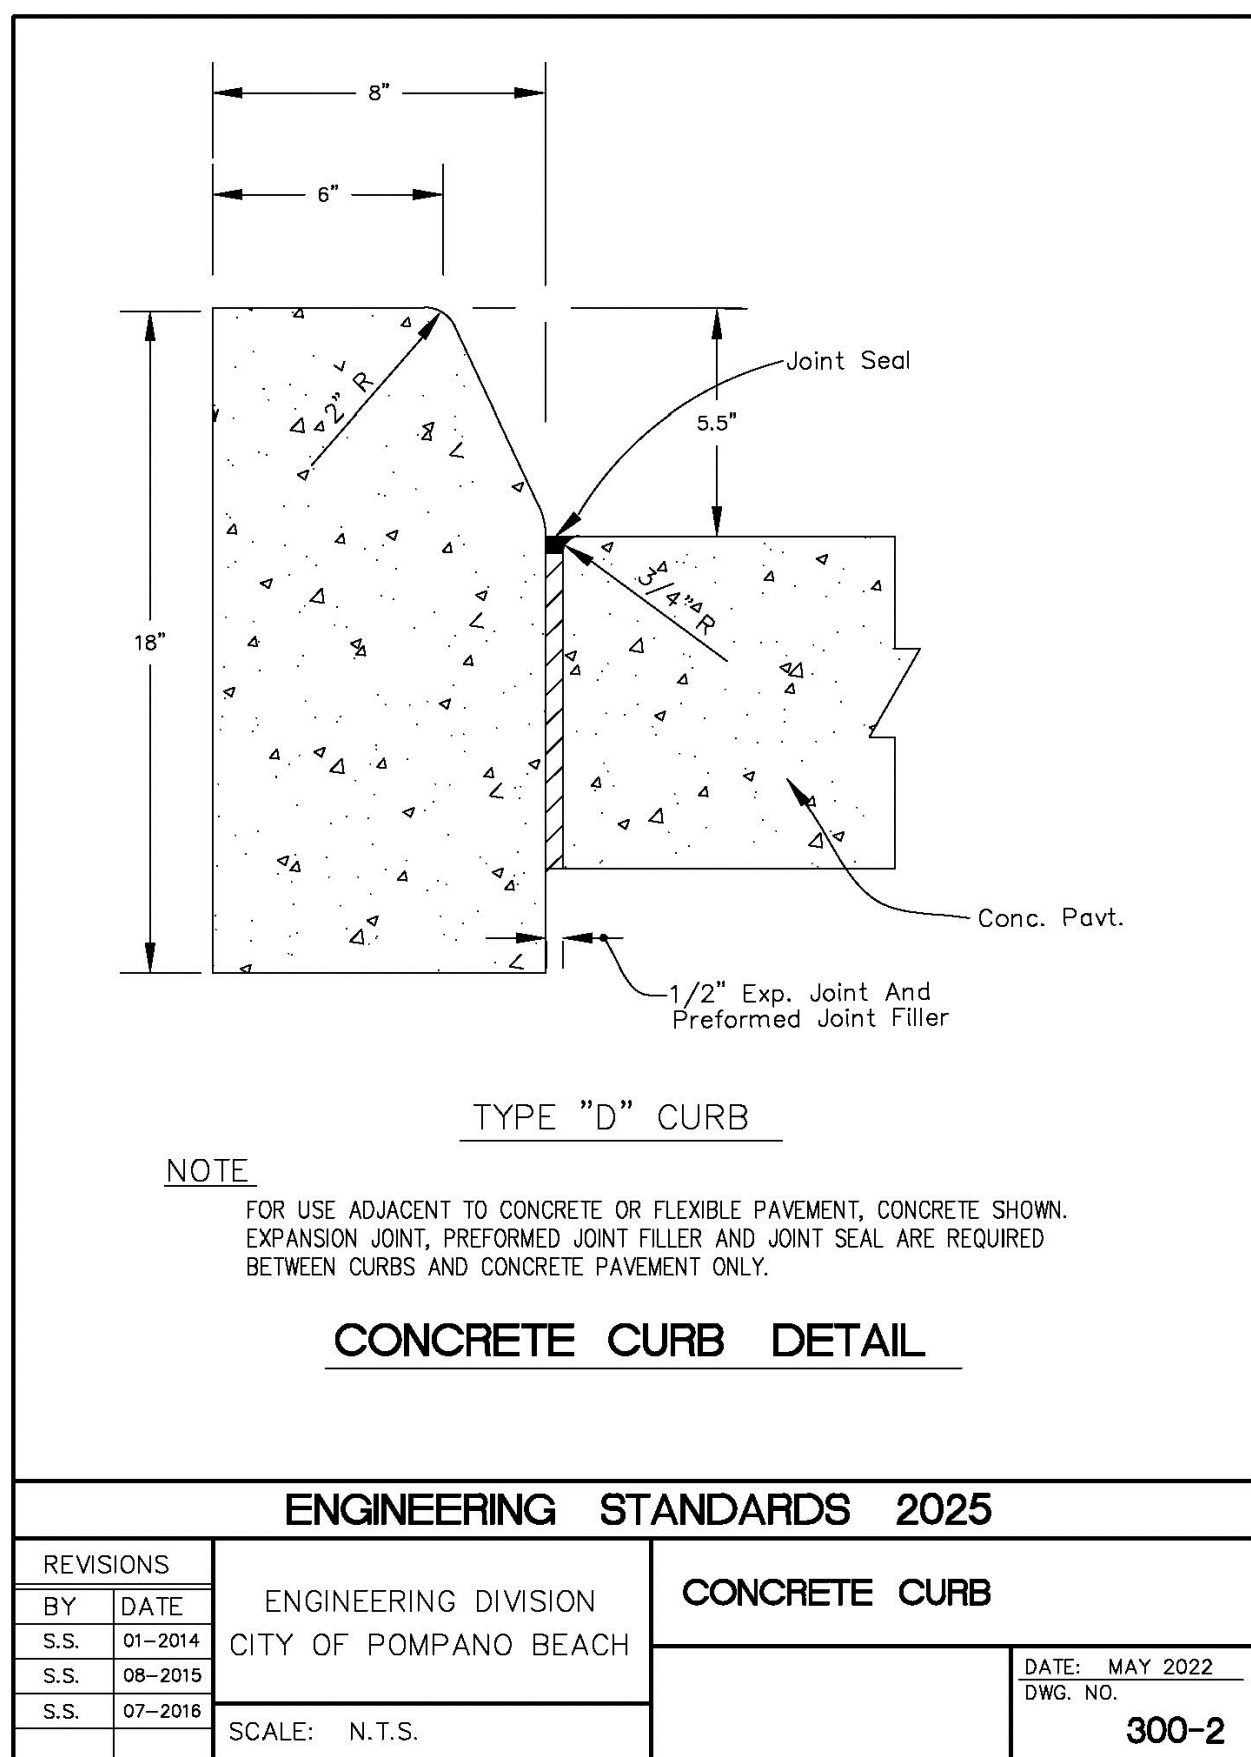 8"
6"
2" R
Joint Seal
5.5"
3/4" R
18"
Conc. Pavt.
1/2" Exp. Joint And
Preformed Joint Filler
TYPE "D" CURB
NOTE
FOR USE ADJACENT TO CONCRETE OR FLEXIBLE PAVEMENT, CONCRETE SHOWN.
EXPANSION JOINT, PREFORMED JOINT FILLER AND JOINT SEAL ARE REQUIRED
BETWEEN CURBS AND CONCRETE PAVEMENT ONLY.
CONCRETE CURB DETAIL
ENGINEERING STANDARDS 2025
REVISIONS
BY DATE
S.S. 01-2014
S.S. 08-2015
S.S. 07-2016
ENGINEERING DIVISION
CITY OF POMPANO BEACH
SCALE: N.T.S.
CONCRETE CURB
DATE: MAY 2022
DWG. NO.
300-2